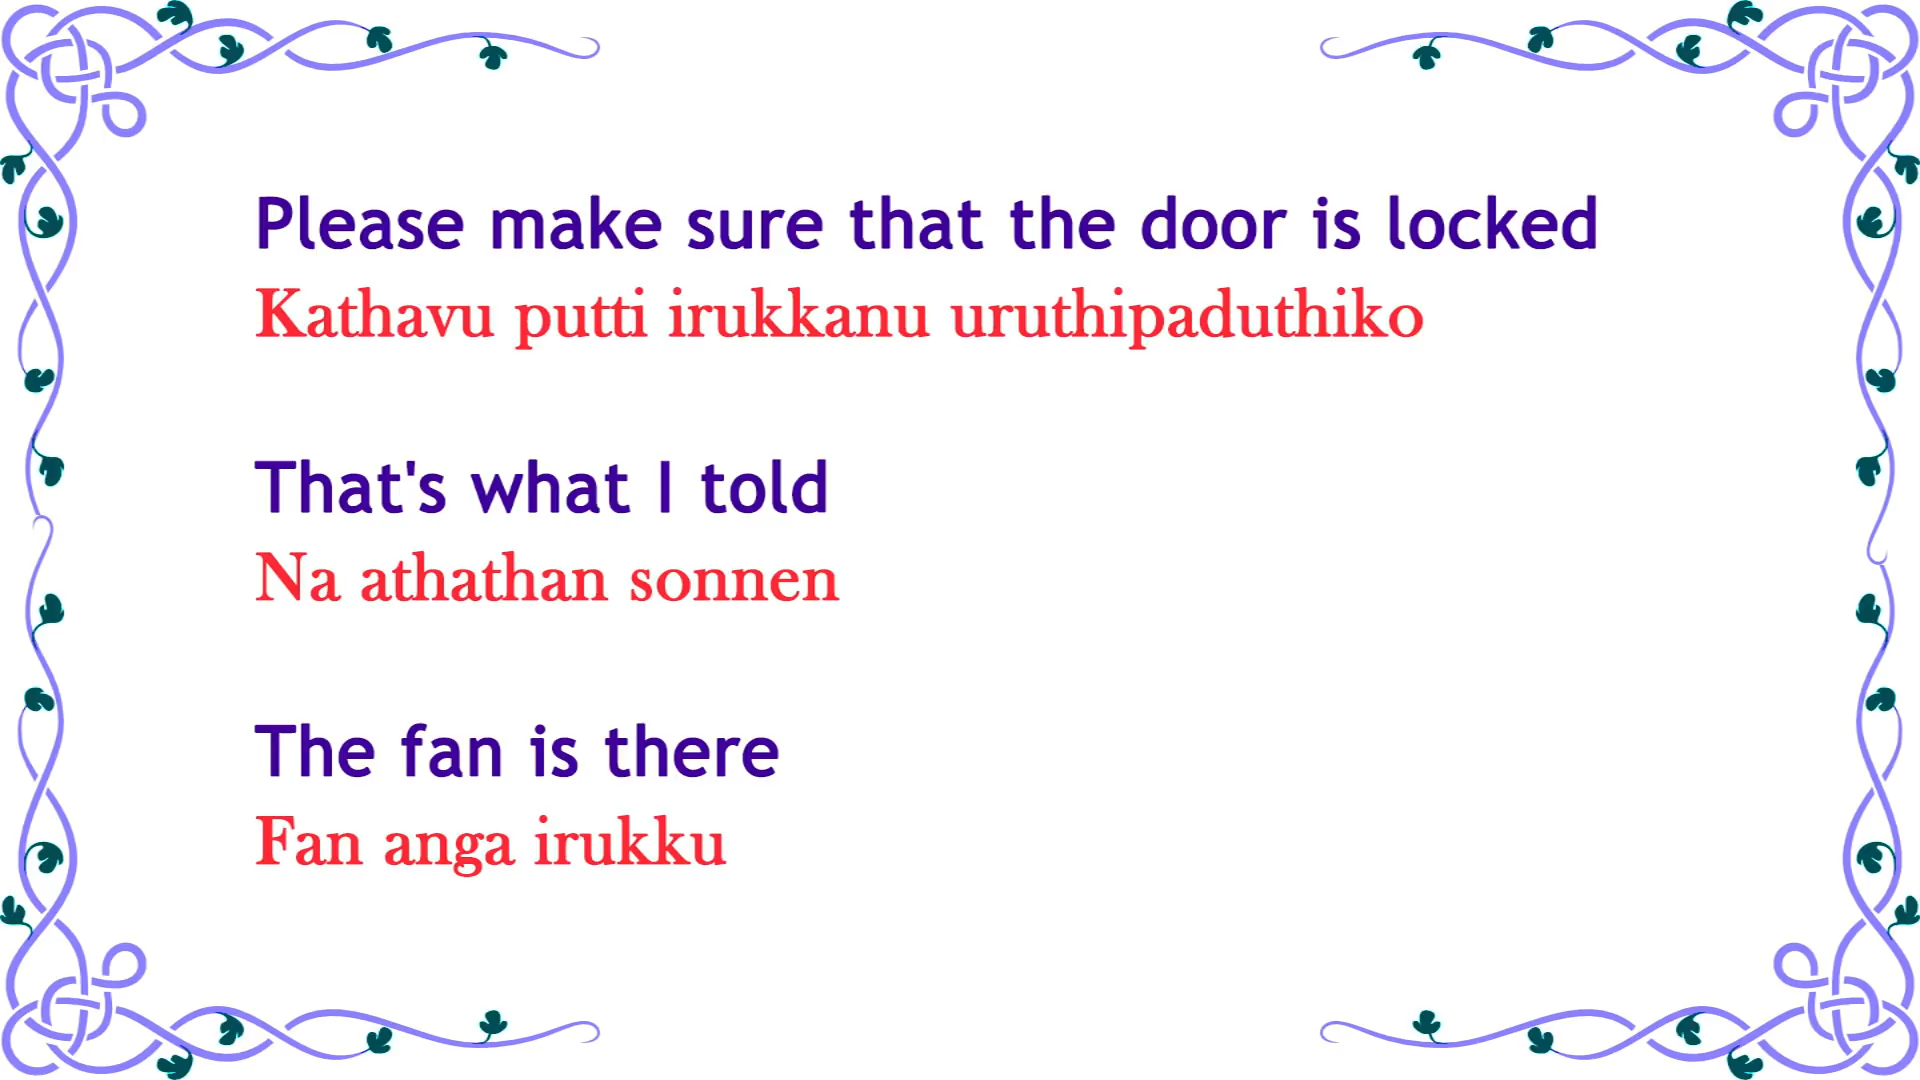 Please make sure that the door is locked
Kathavu putti irukkanu uruthipaduthiko
That's what I told
Na athathan sonnen
The fan is there
Fan anga irukku